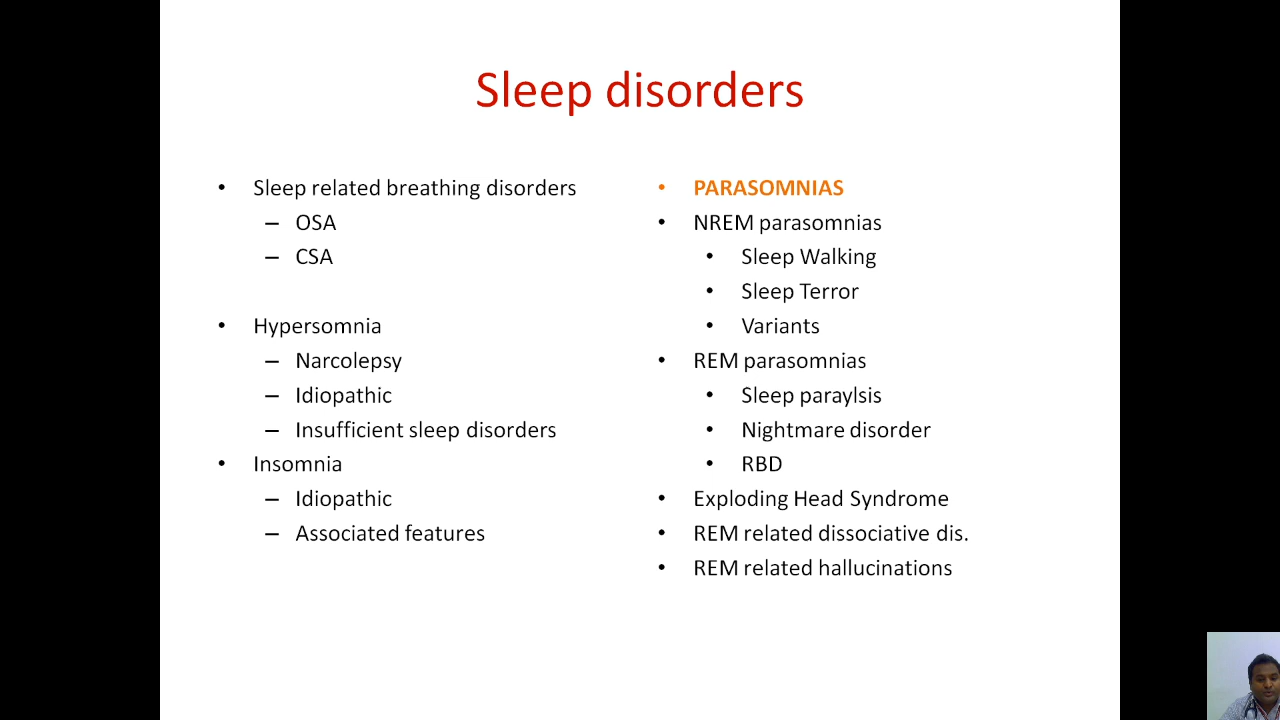 Sleep disorders
• Sleep related breathing disorders
– OSA
– CSA
• Hypersomnia
– Narcolepsy
– Idiopathic
– Insufficient sleep disorders
• Insomnia
– Idiopathic
– Associated features
• PARASOMNIAS
• NREM parasomnias
• Sleep Walking
• Sleep Terror
• Variants
• REM parasomnias
• Sleep paraylsis
• Nightmare disorder
• RBD
• Exploding Head Syndrome
• REM related dissociative dis.
• REM related hallucinations